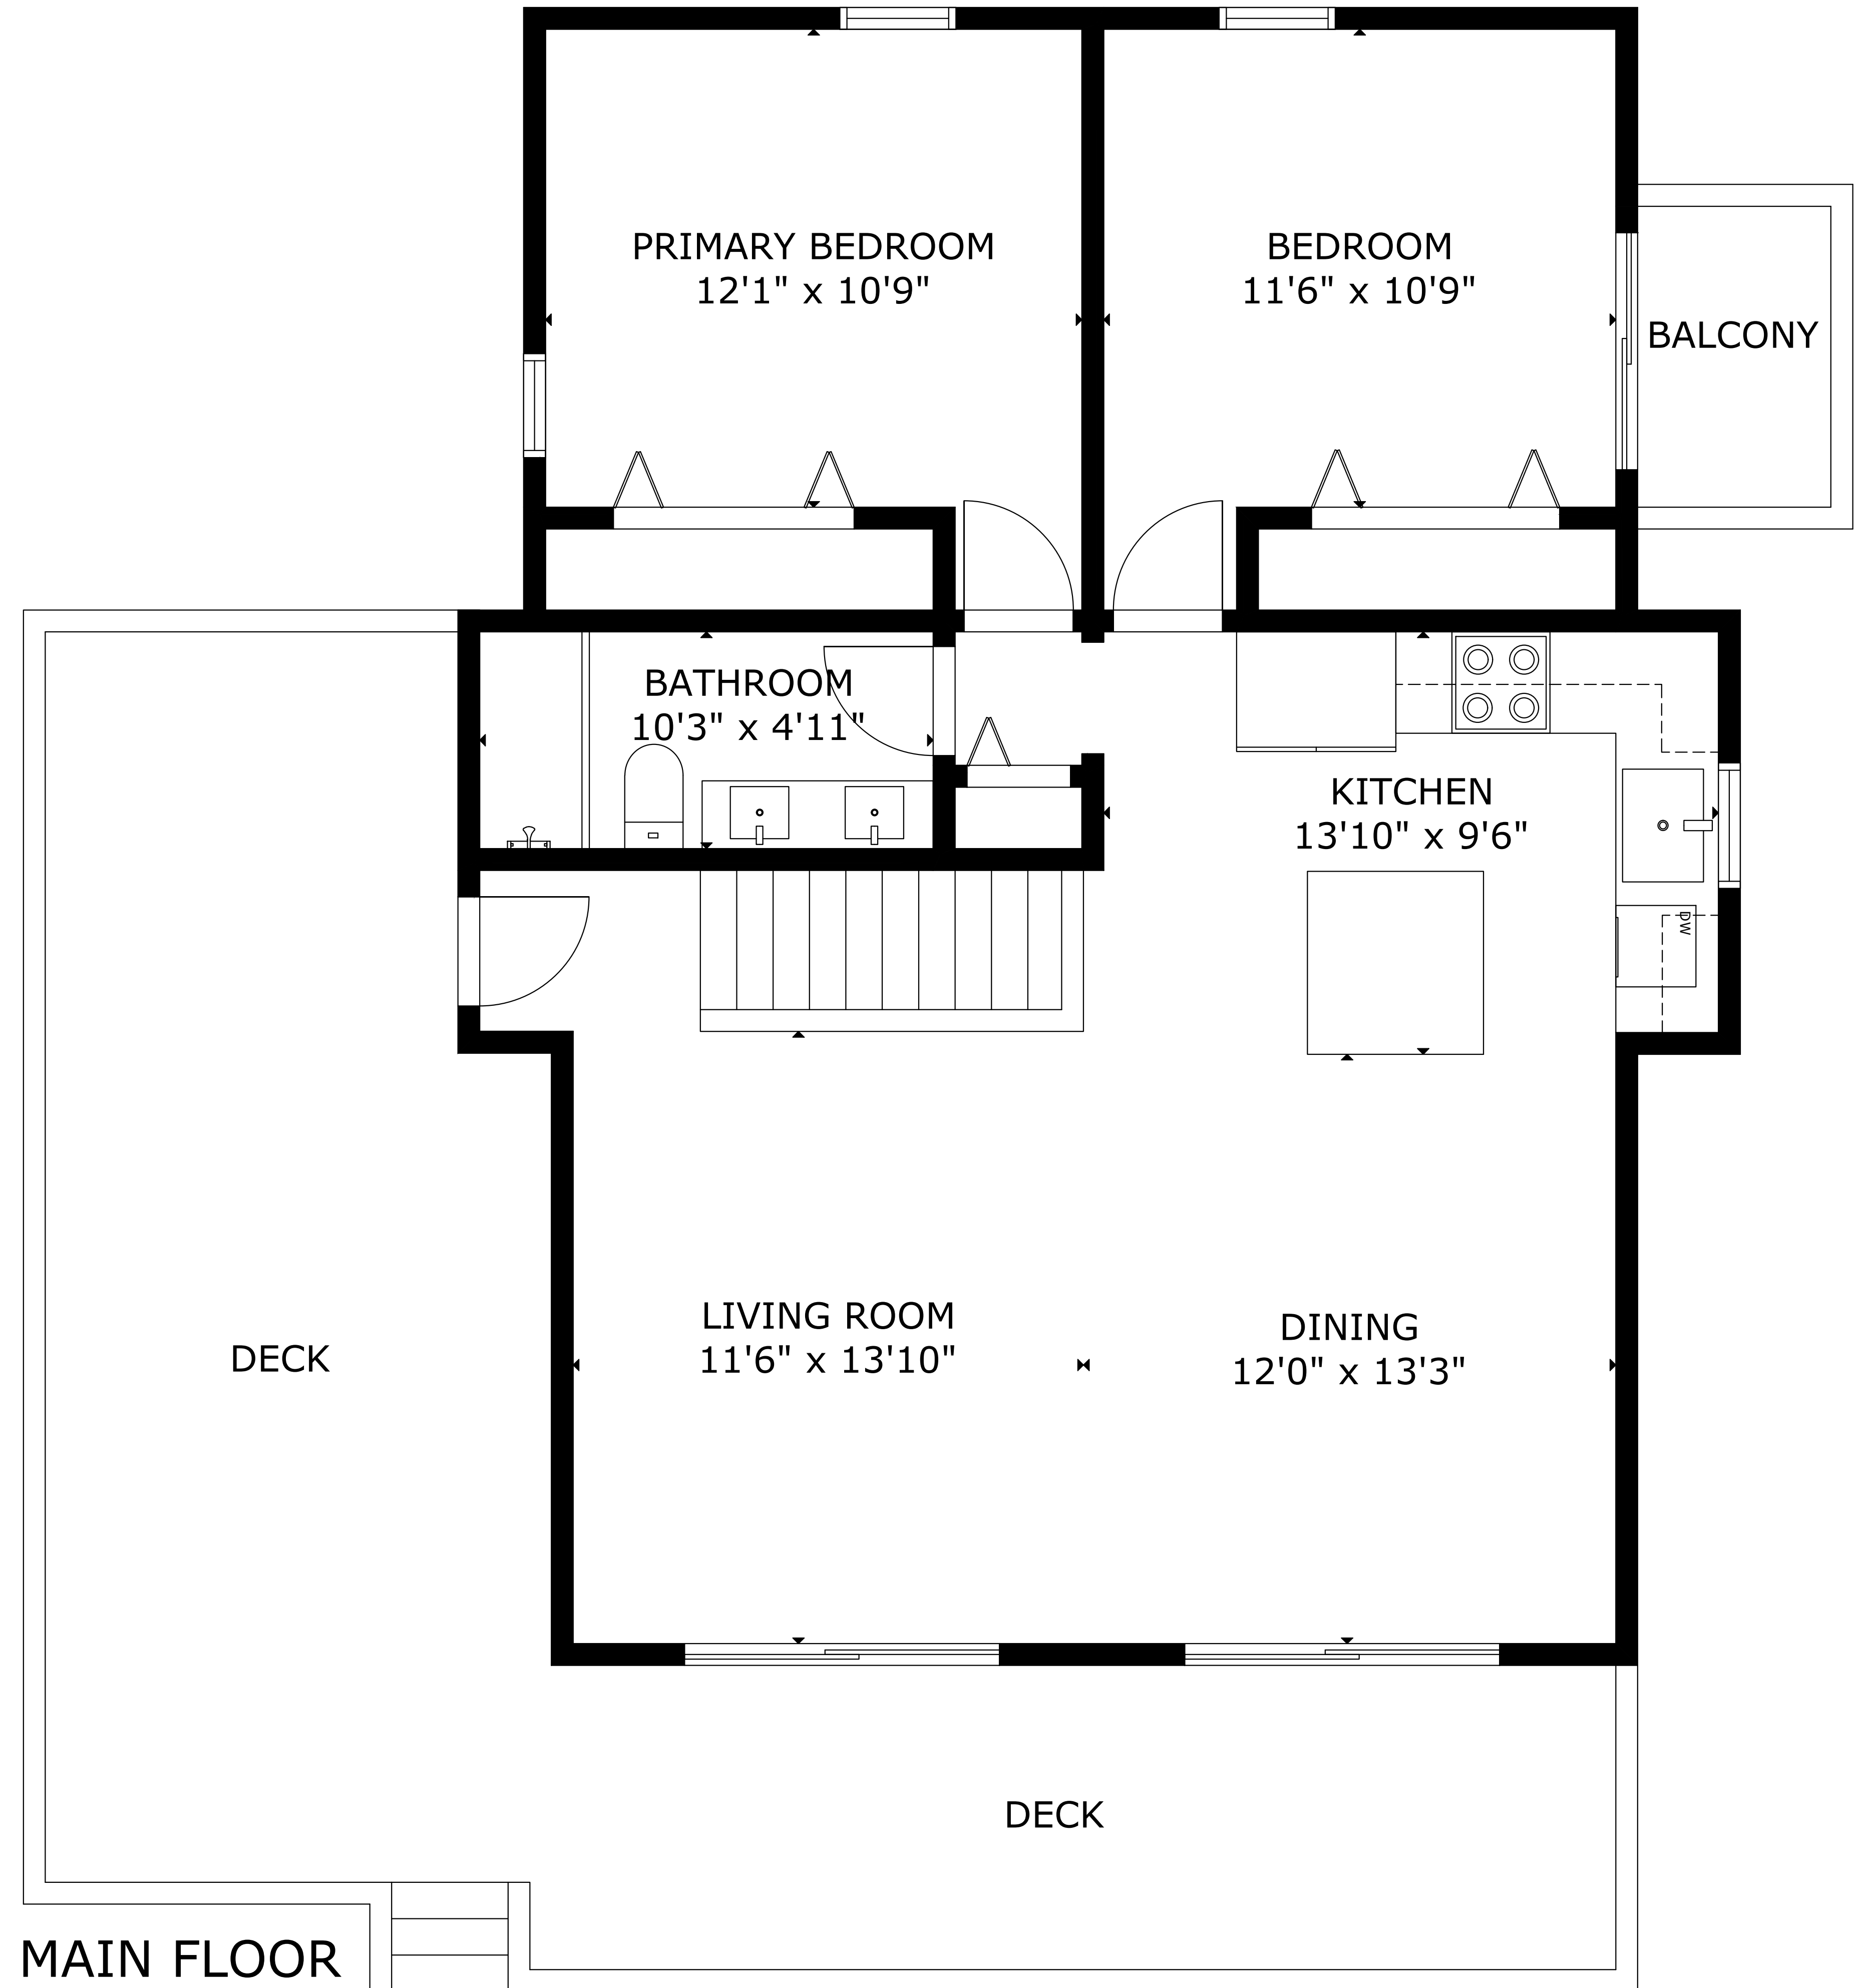 PRIMARY BEDROOM
12'1" x 10'9"
BEDROOM
11'6" x 10'9"
BALCONY
BATHROOM
10'3" x 4'11"
KITCHEN
13'10" x 9'6"
DW
LIVING ROOM
11'6" x 13'10"
DINING
12'0" x 13'3"
DECK
DECK
MAIN FLOOR